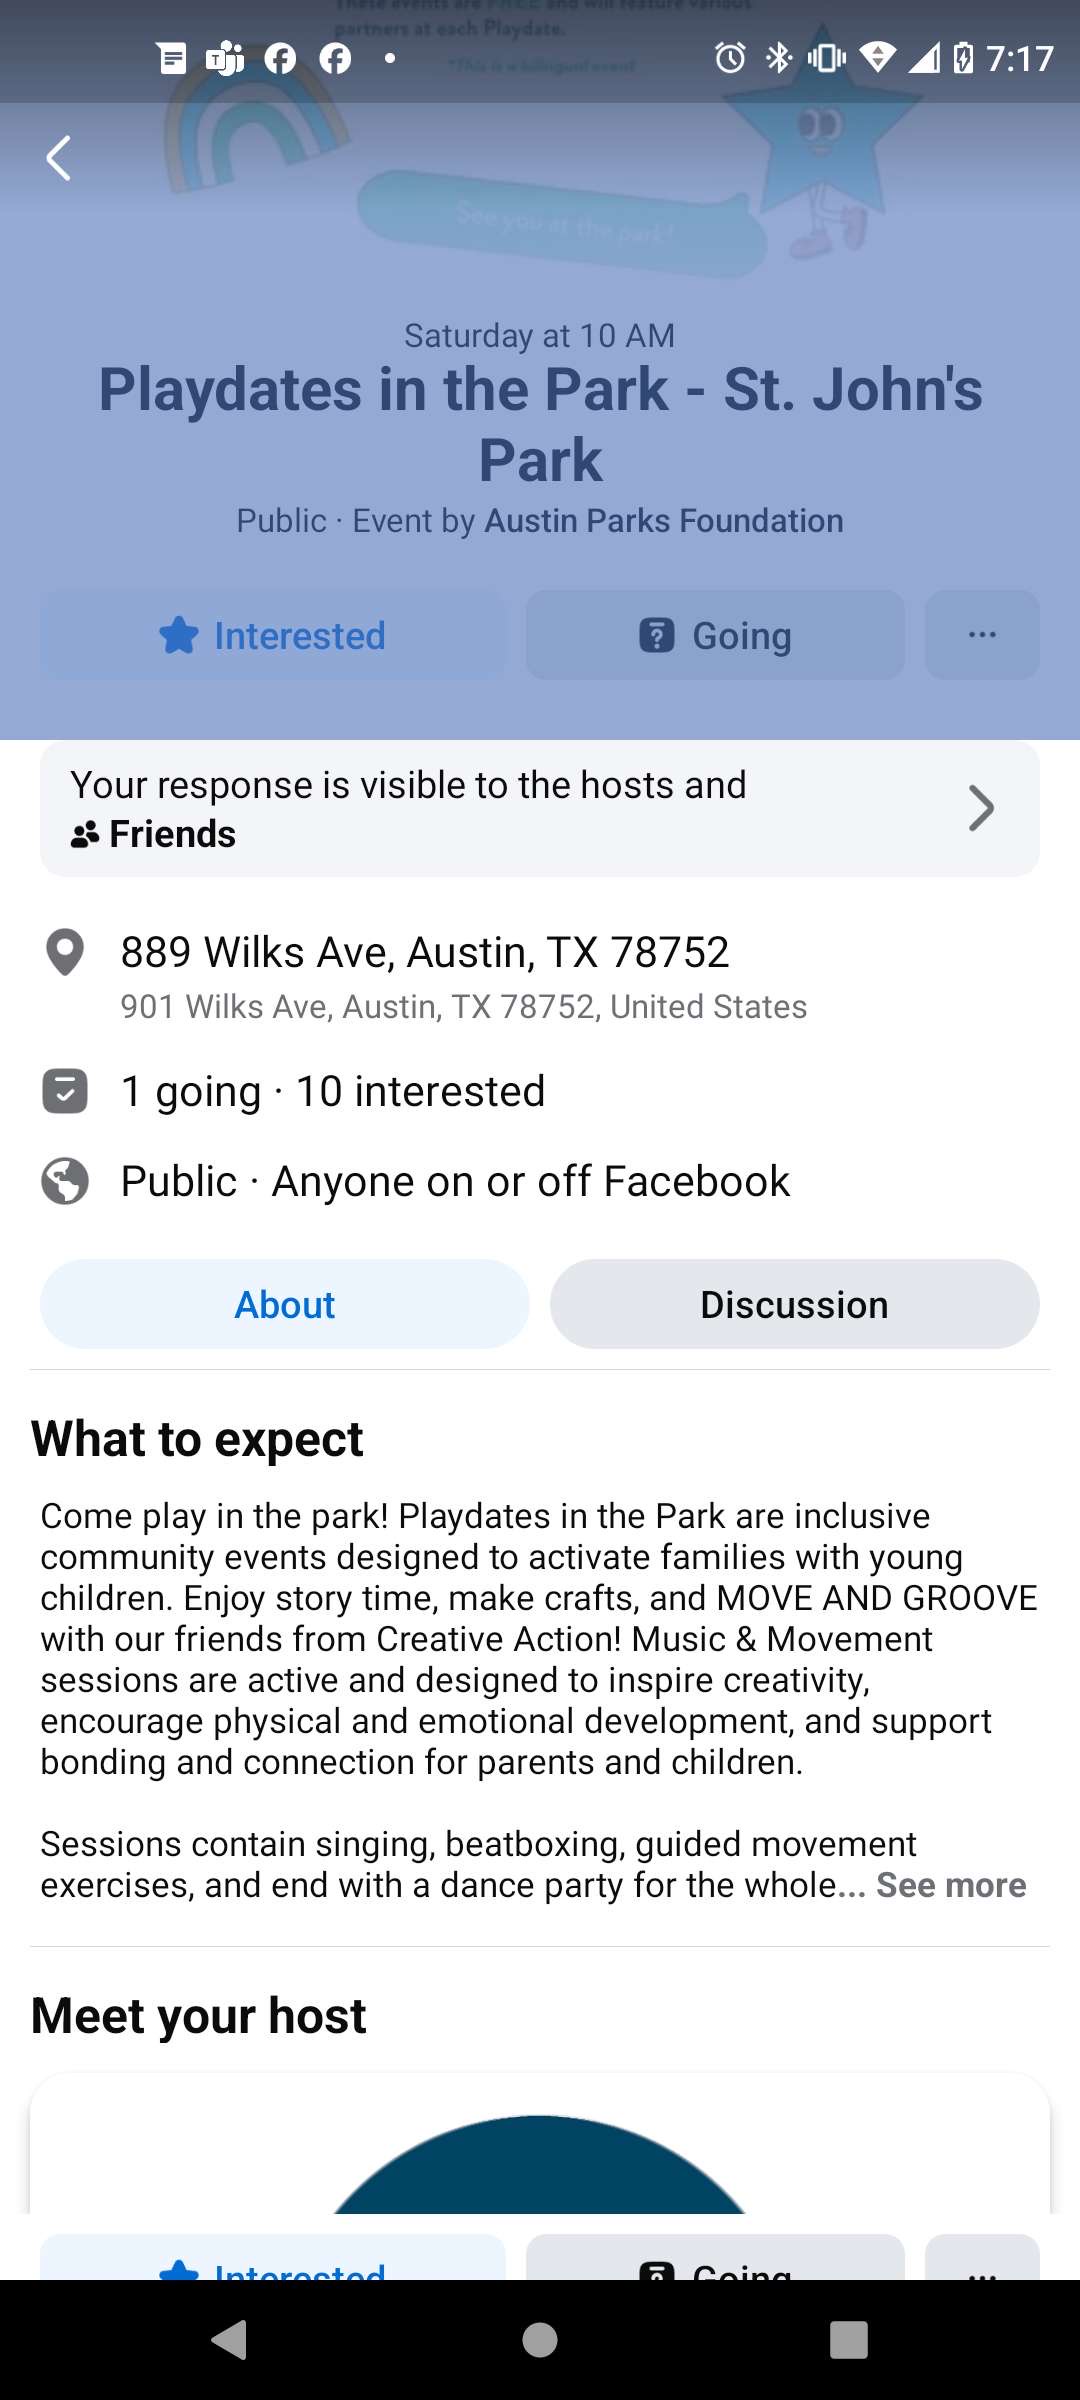 These events are FREE and will feature various
partners at each Playdate.
*This is a bilingual event
7:17
See you at the park!
Saturday at 10 AM
Playdates in the Park - St. John's
Park
Public · Event by Austin Parks Foundation
Interested
Going
Your response is visible to the hosts and
Friends
889 Wilks Ave, Austin, TX 78752
901 Wilks Ave, Austin, TX 78752, United States
1 going · 10 interested
Public · Anyone on or off Facebook
About
Discussion
What to expect
Come play in the park! Playdates in the Park are inclusive
community events designed to activate families with young
children. Enjoy story time, make crafts, and MOVE AND GROOVE
with our friends from Creative Action! Music & Movement
sessions are active and designed to inspire creativity,
encourage physical and emotional development, and support
bonding and connection for parents and children.
Sessions contain singing, beatboxing, guided movement
exercises, and end with a dance party for the whole... See more
Meet your host
Interested
Going